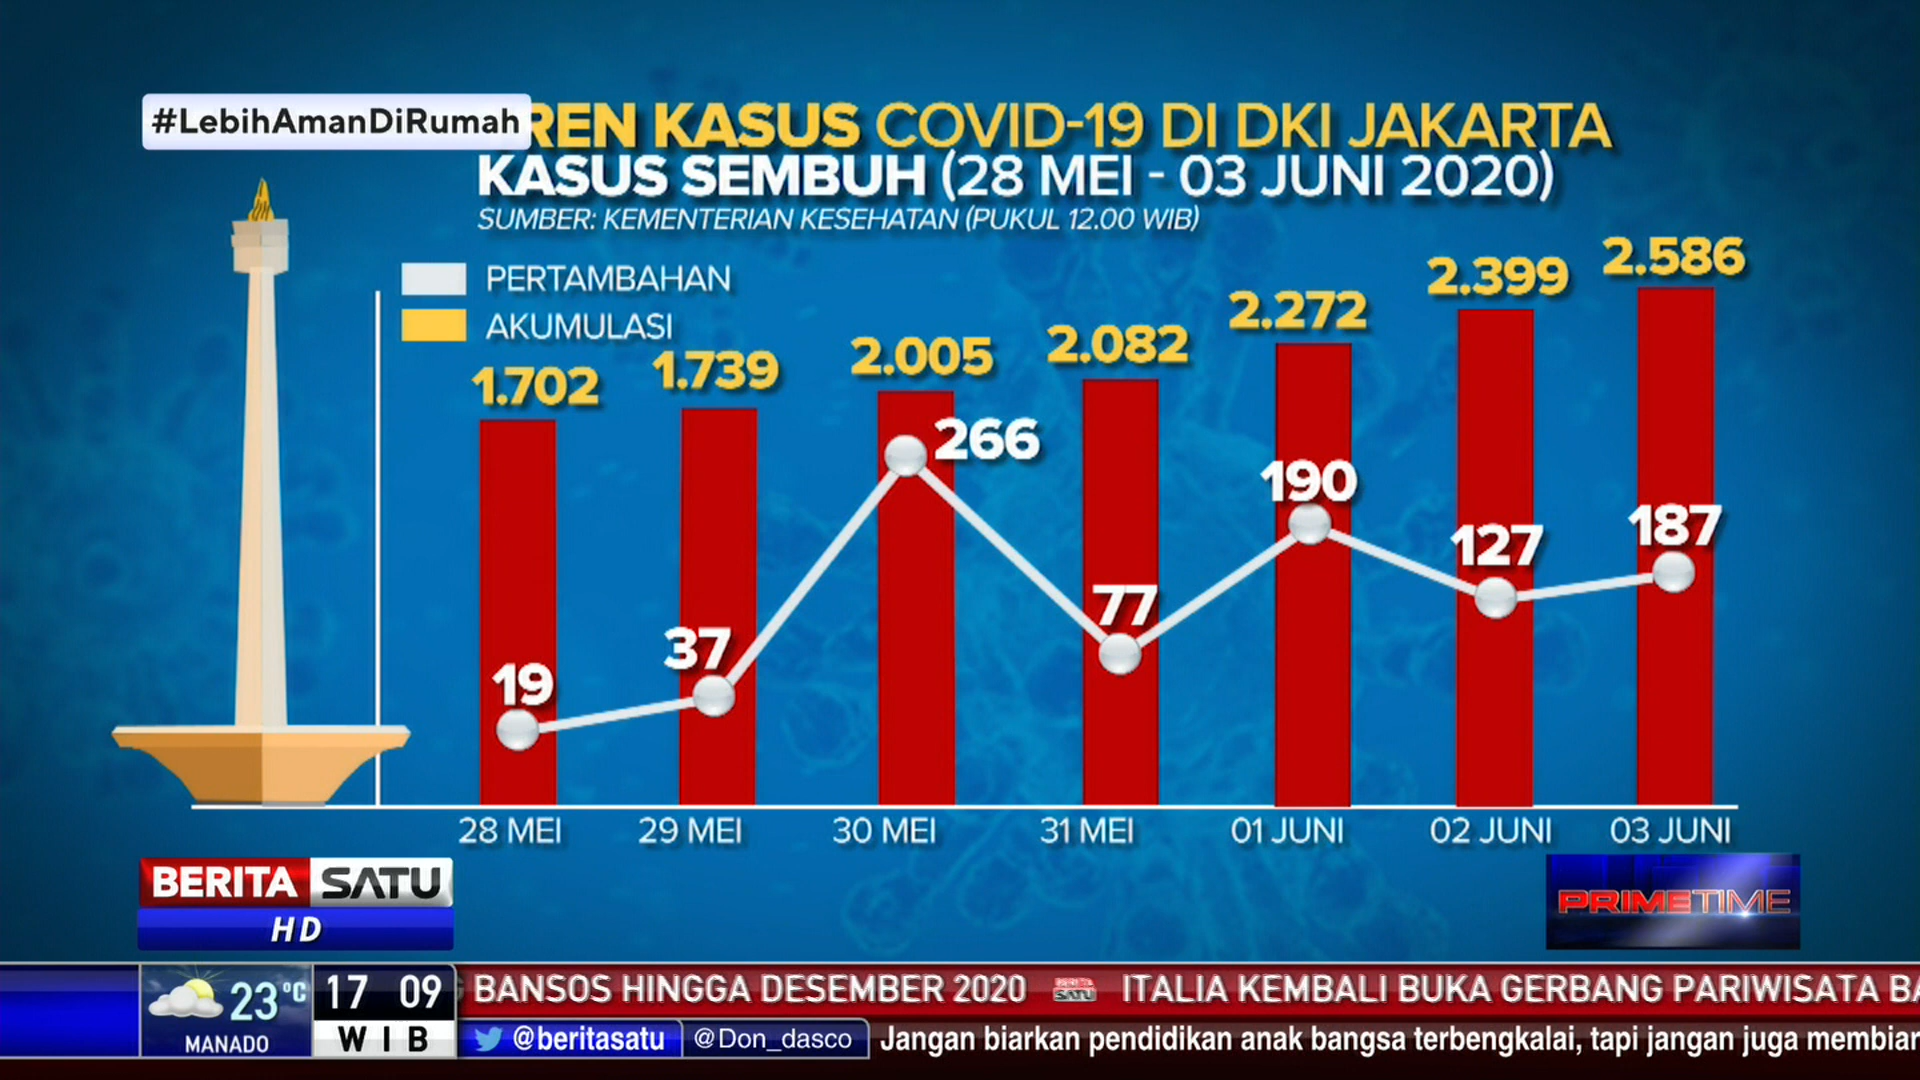 #LebihAmanDiRumah
REN KASUS COVID-19 DI DKI JAKARTA
KASUS SEMBUH (28 MEI - 03 JUNI 2020)
SUMBER: KEMENTERIAN KESEHATAN (PUKUL 12.00 WIB)
PERTAMBAHAN
AKUMULASI
1.702 1.739 2.005 2.082 2.272 2.399 2.586
19 37 266 77 190 127 187
28 MEI 29 MEI 30 MEI 31 MEI 01 JUNI 02 JUNI 03 JUNI
BERITA SATU
HD
PRIMETIME
23°C
MANADO
17 09
WIB
BANSOS HINGGA DESEMBER 2020 BERITA SATU ITALIA KEMBALI BUKA GERBANG PARIWISATA BA
@beritasatu @Don_dasco Jangan biarkan pendidikan anak bangsa terbengkalai, tapi jangan juga membiar